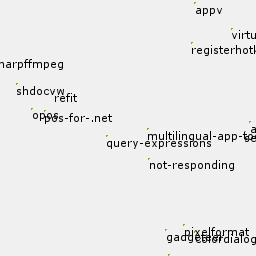 appv
virtu
registerhotk
harpffmpeg
shdocvw
refit
opos
pos-for-.net
multilingual-app-to
query-expressions
not-responding
pixelformat
gadgeteer
colordialog